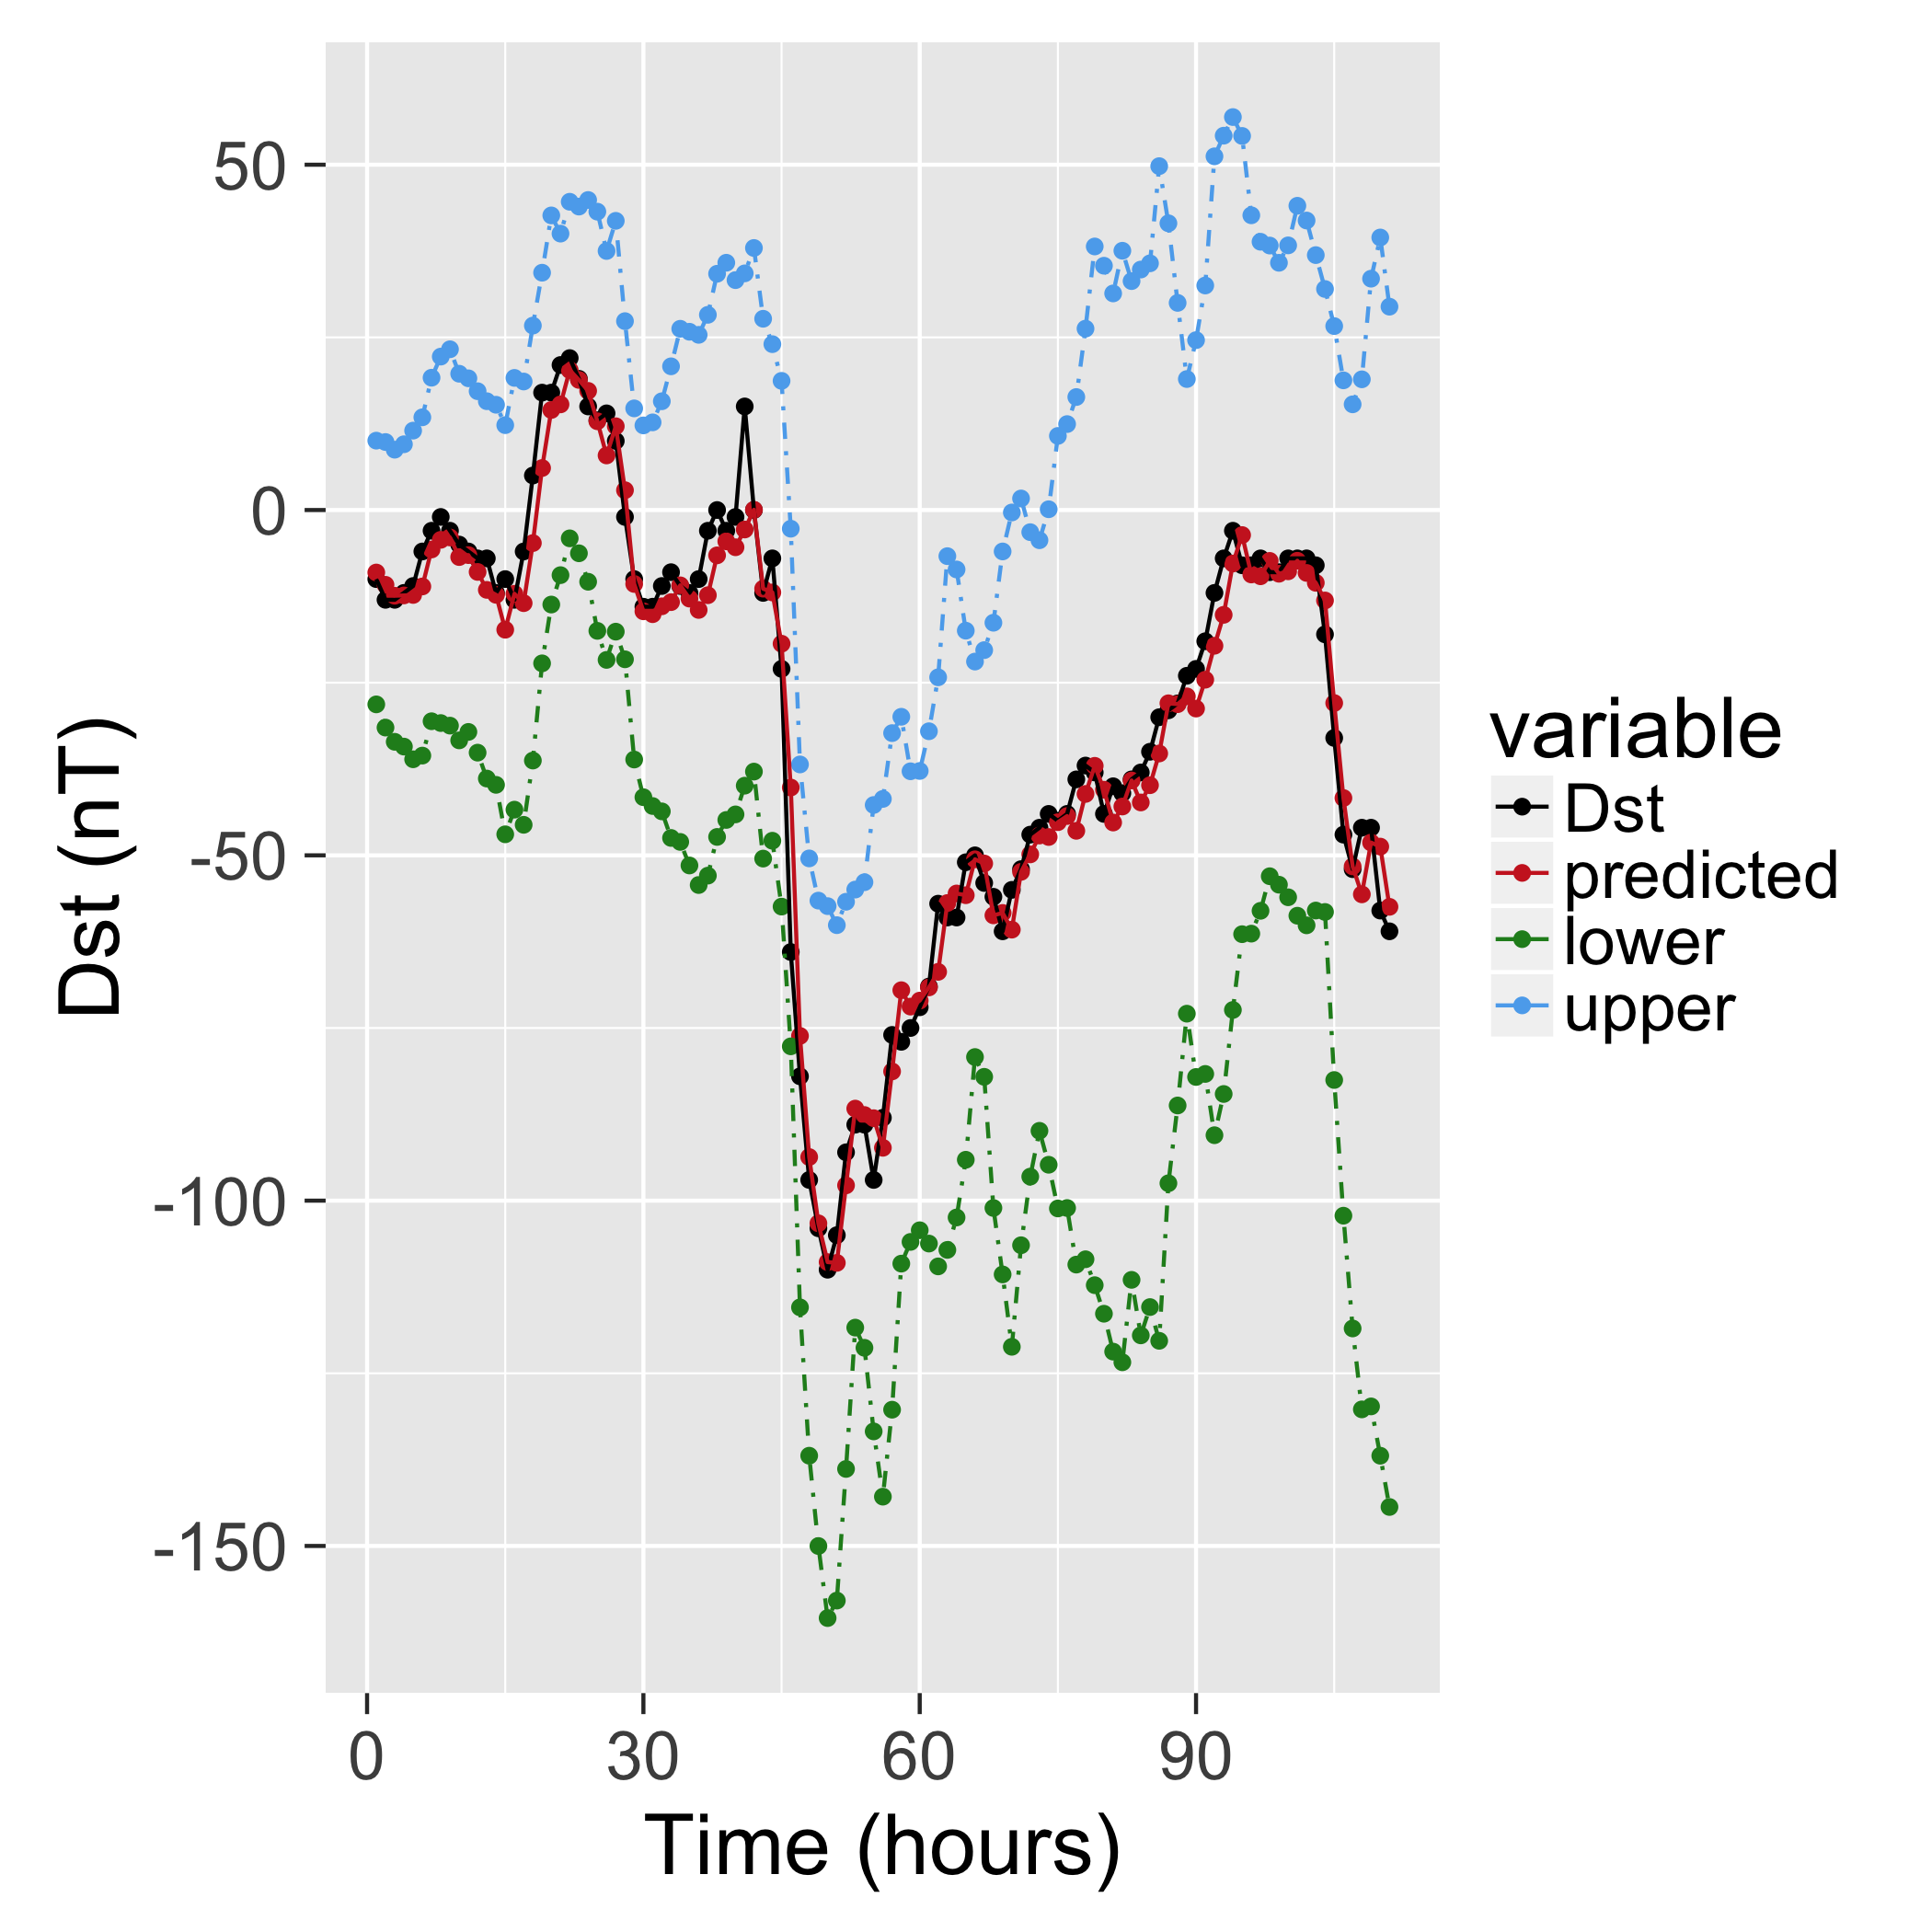 50
0
-50
-100
-150
Dst (nT)
0 30 60 90
Time (hours)
variable
Dst
predicted
lower
upper